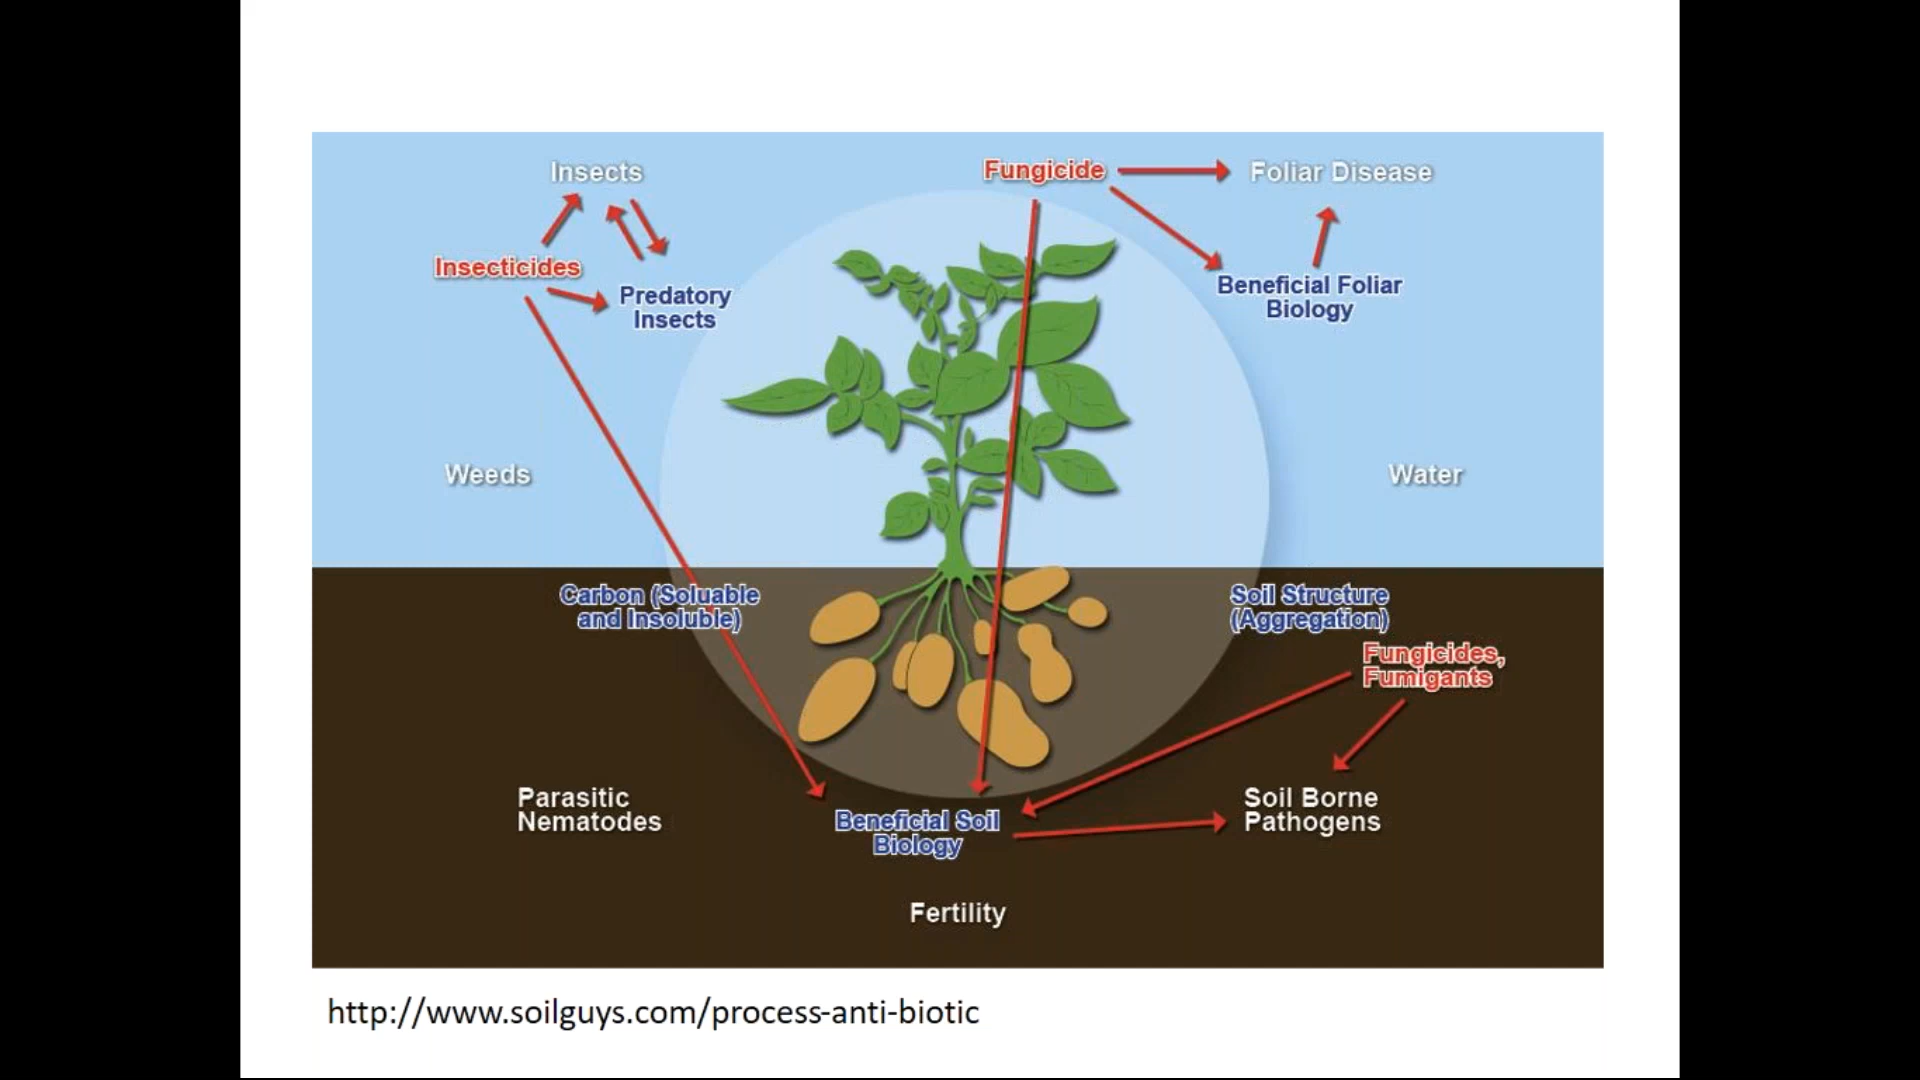 Insects
Fungicide
Foliar Disease
Insecticides
Predatory
Insects
Beneficial Foliar
Biology
Weeds
Water
Carbon (Soluable
and Insoluble)
Soil Structure
(Aggregation)
Fungicides,
Fumigants
Parasitic
Nematodes
Beneficial Soil
Biology
Soil Borne
Pathogens
Fertility
http://www.soilguys.com/process-anti-biotic